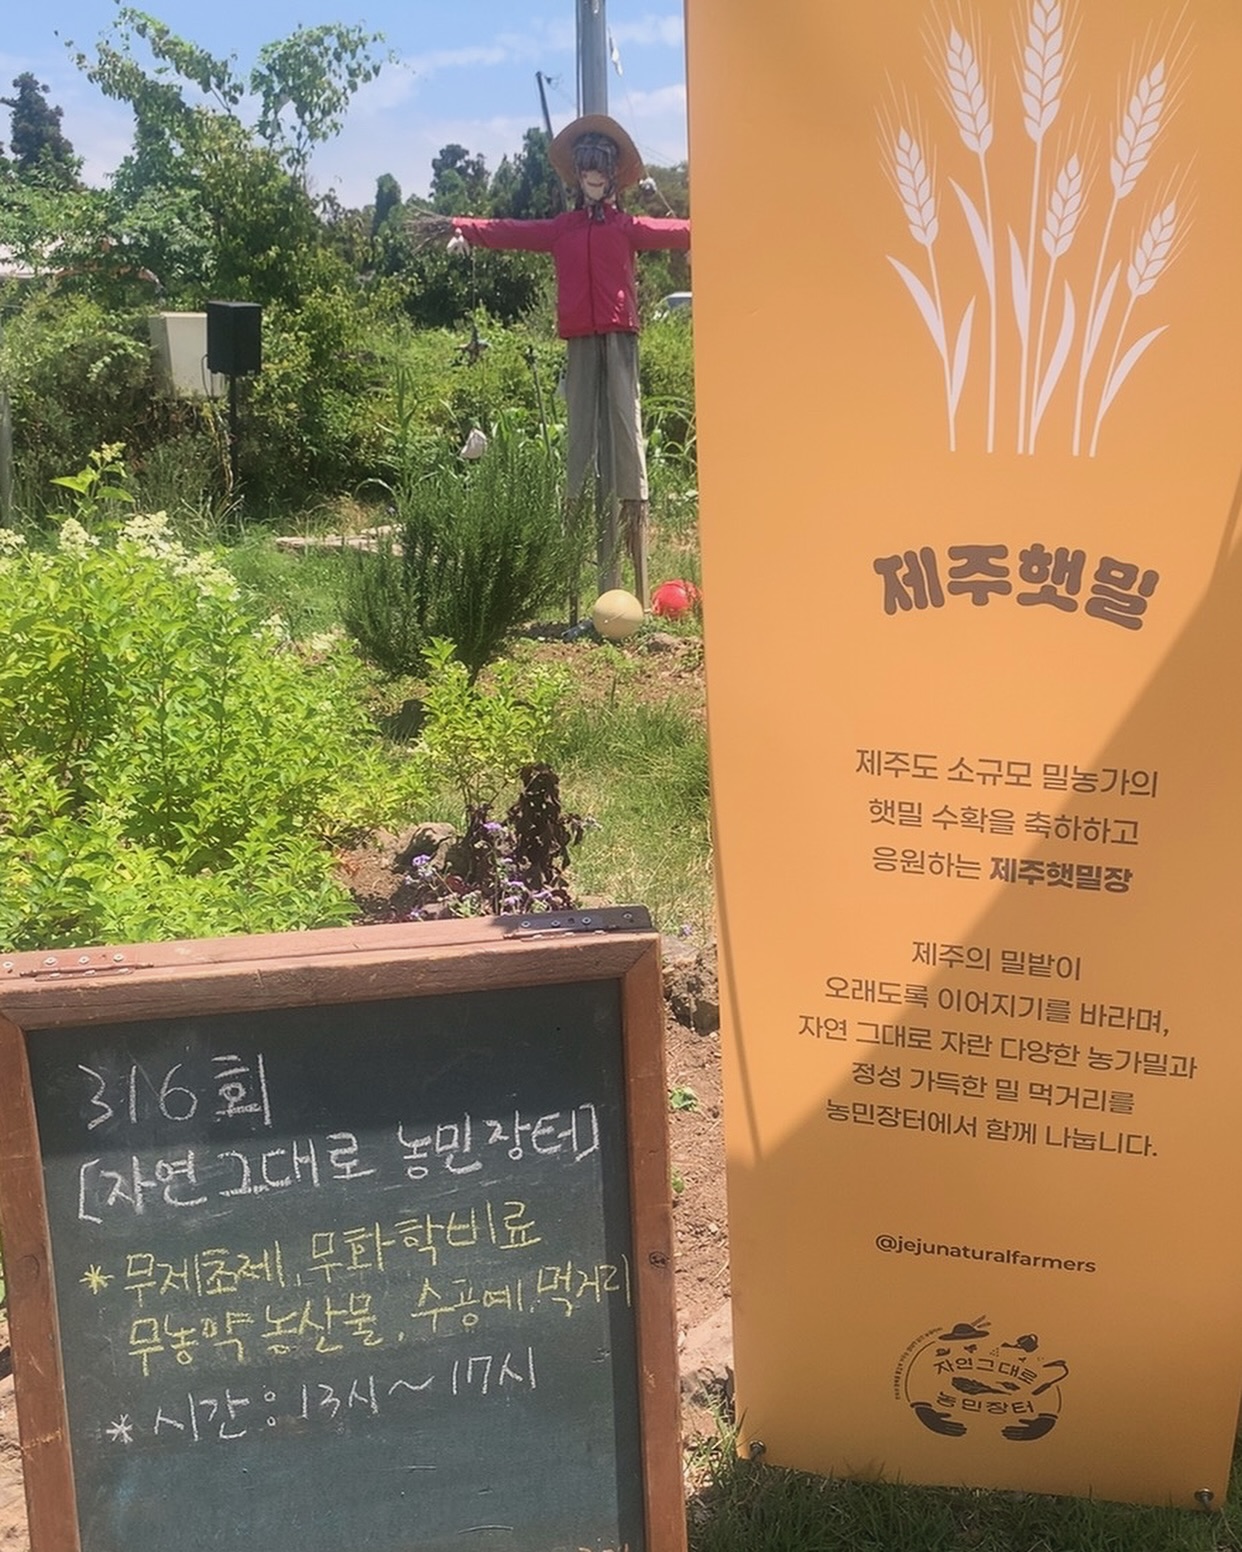 316회
[자연그대로 농민장터]
* 무제초제, 무화학비료
무농약 농산물, 수공예, 먹거리
* 시간 : 13시 ~ 17시
제주햇밀
제주도 소규모 밀농가의
햇밀 수확을 축하하고
응원하는 제주햇밀장
제주의 밀밭이
오래도록 이어지기를 바라며,
자연 그대로 자란 다양한 농가밀과
정성 가득한 밀 먹거리를
농민장터에서 함께 나눕니다.
@jejunaturalfarmers
자연그대로
농민장터